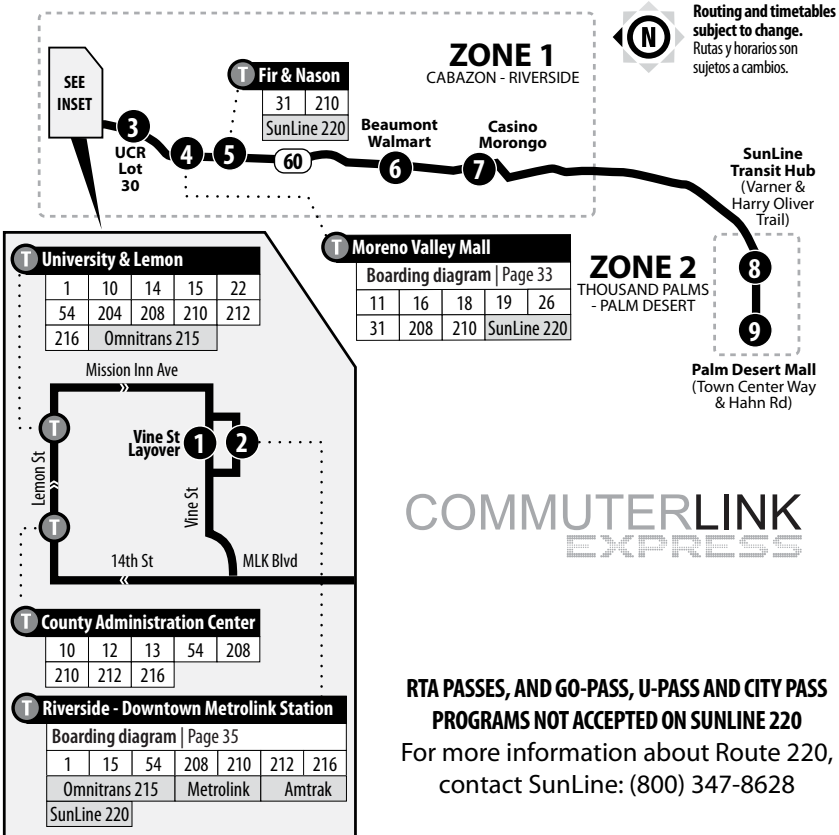 Routing and timetables
subject to change.
Rutas y horarios son
sujetos a cambios.
N
ZONE 1
CABAZON - RIVERSIDE
SEE
INSET
T Fir & Nason
31 210
SunLine 220
3
UCR
Lot
30
4
5
60
Beaumont
Walmart
6
Casino
Morongo
7
SunLine
Transit Hub
(Varner &
Harry Oliver
Trail)
8
9
Palm Desert Mall
(Town Center Way
& Hahn Rd)
ZONE 2
THOUSAND PALMS
- PALM DESERT
T Moreno Valley Mall
Boarding diagram | Page 33
11 16 18 19 26
31 208 210 SunLine 220
T University & Lemon
1 10 14 15 22
54 204 208 210 212
216 Omnitrans 215
Mission Inn Ave
T
Vine St
Layover
1
2
Lemon St
Vine St
T
14th St
MLK Blvd
T County Administration Center
10 12 13 54 208
210 212 216
T Riverside - Downtown Metrolink Station
Boarding diagram | Page 35
1 15 54 208 210 212 216
Omnitrans 215 Metrolink Amtrak
SunLine 220
COMMUTERLINK
EXPRESS
RTA PASSES, AND GO-PASS, U-PASS AND CITY PASS
PROGRAMS NOT ACCEPTED ON SUNLINE 220
For more information about Route 220,
contact SunLine: (800) 347-8628